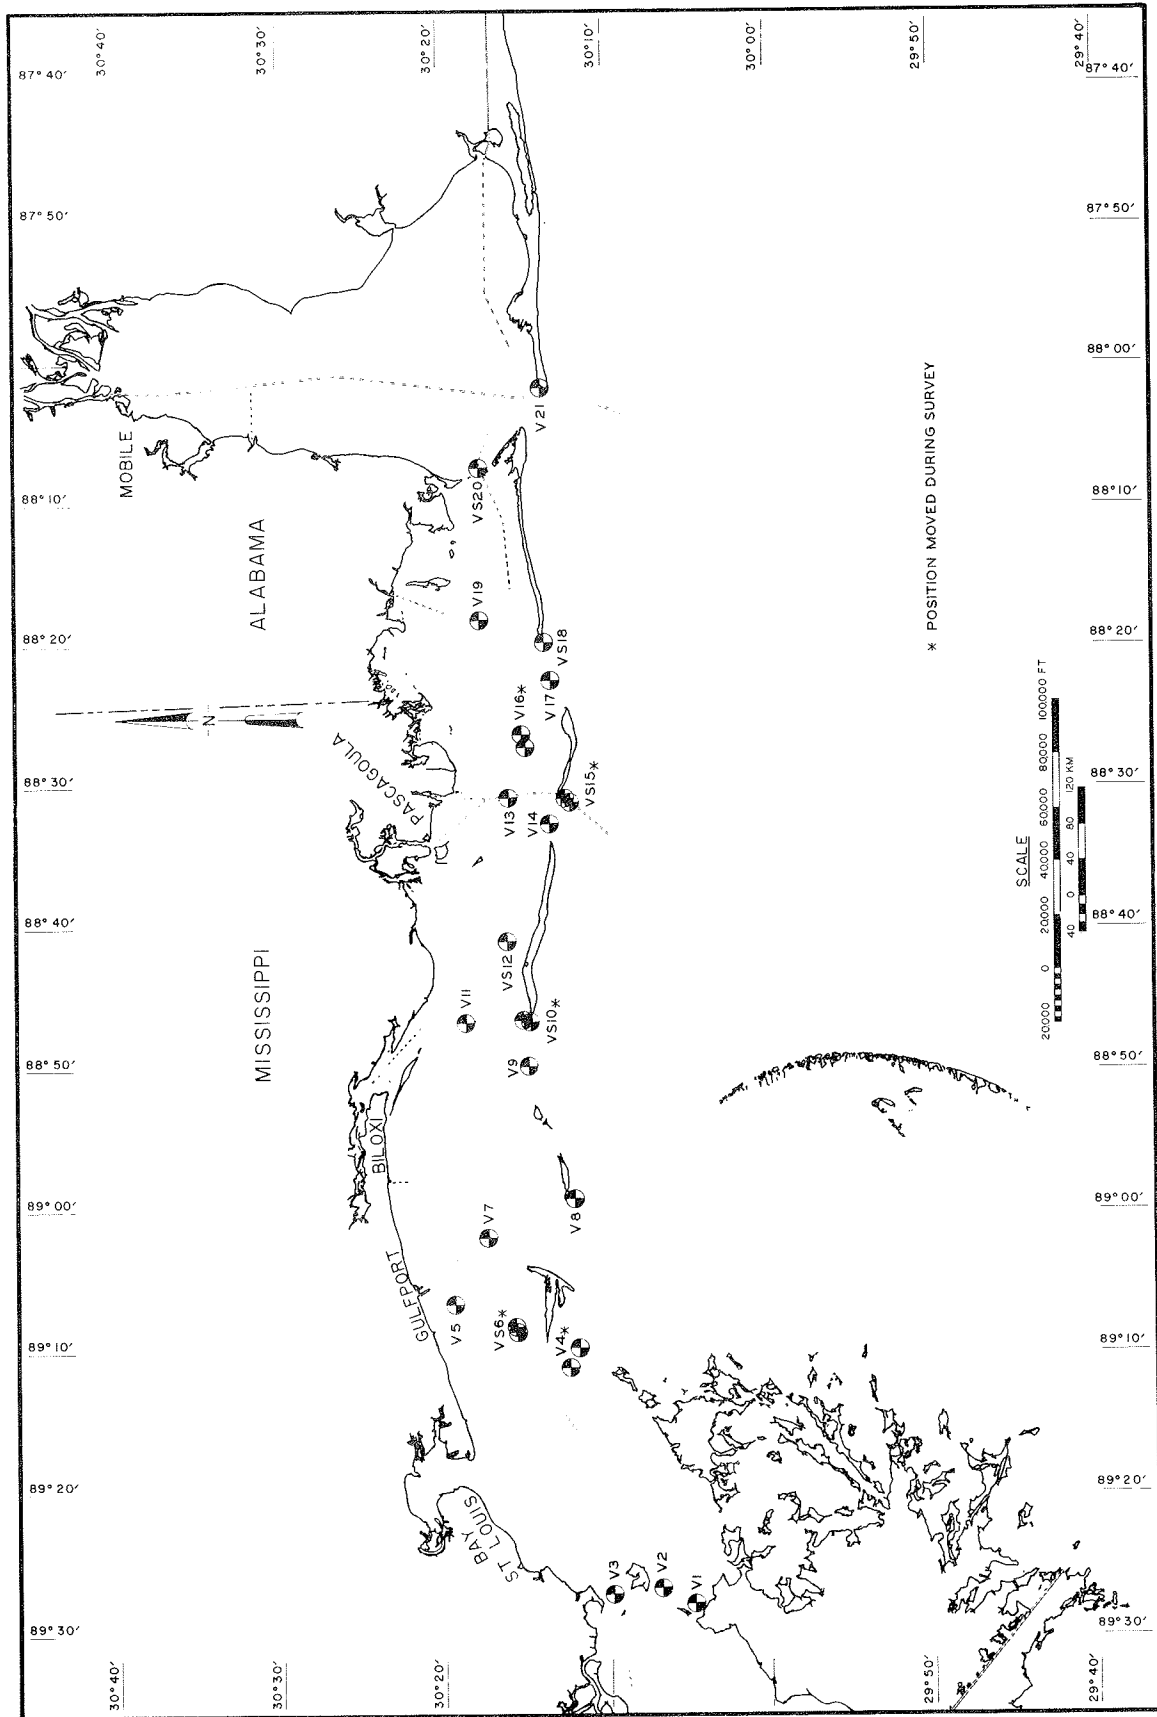 89°30′
89°20′
89°10′
89°00′
88°50′
88°40′
88°30′
88°20′
88°10′
88°00′
87°50′
87°40′
30°40′
30°40′
MOBILE
MISSISSIPPI
ALABAMA
N
30°30′
30°30′
PASCAGOULA
BILOXI
GULFPORT
30°20′
30°20′
BAY
ST LOUIS
V5
V11
V19
VS20
V7
VS6*
VS12
V13
V16*
V9
V14
V21
V4*
V8
VS10*
VS15*
V17
VS18
30°10′
V3
V2
V1
30°00′
29°50′
29°50′
* POSITION MOVED DURING SURVEY
SCALE
20000 0 20000 40000 60000 80000 100000 FT
40 0 40 80 120 KM
29°40′
29°40′
89°30′
89°20′
89°10′
89°00′
88°50′
88°40′
88°30′
88°20′
88°10′
88°00′
87°50′
87°40′